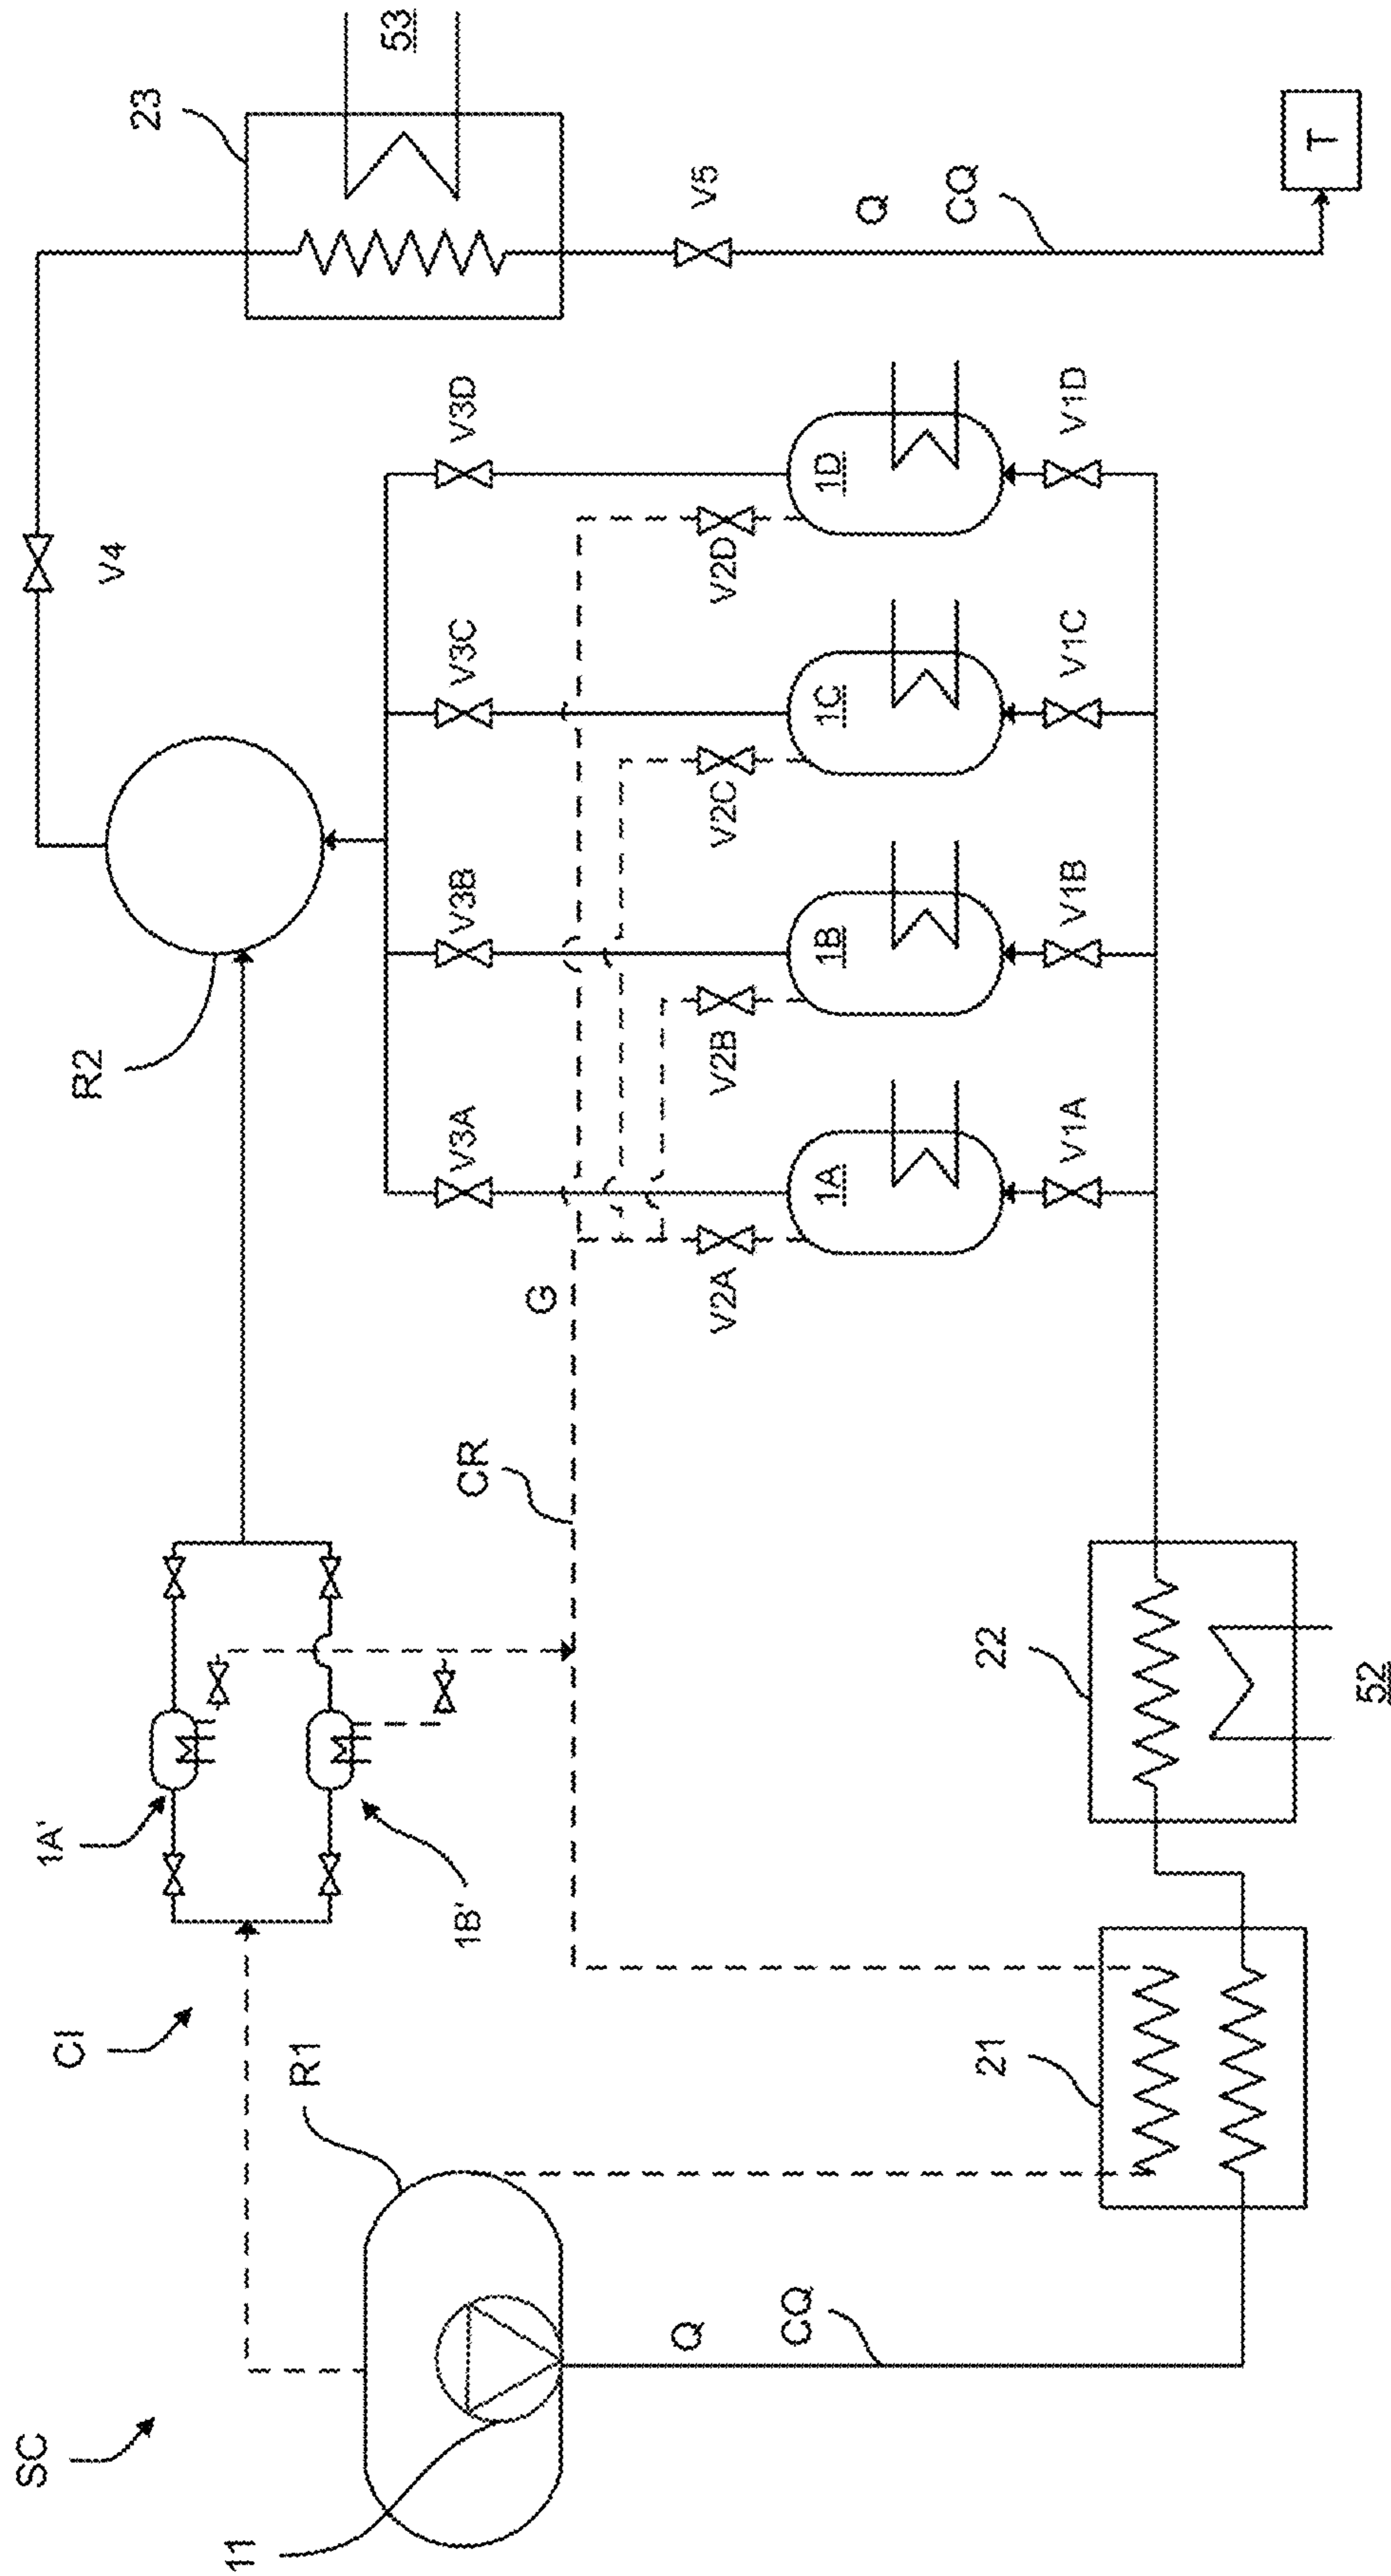 SC
11
R1
CI
1A'
1B'
Q
CQ
21
22
52
CR
G
R2
V3A
V3B
V3C
V3D
V2A
V2B
V2C
V2D
1A
1B
1C
1D
V1A
V1B
V1C
V1D
V4
23
53
V5
Q
CQ
T